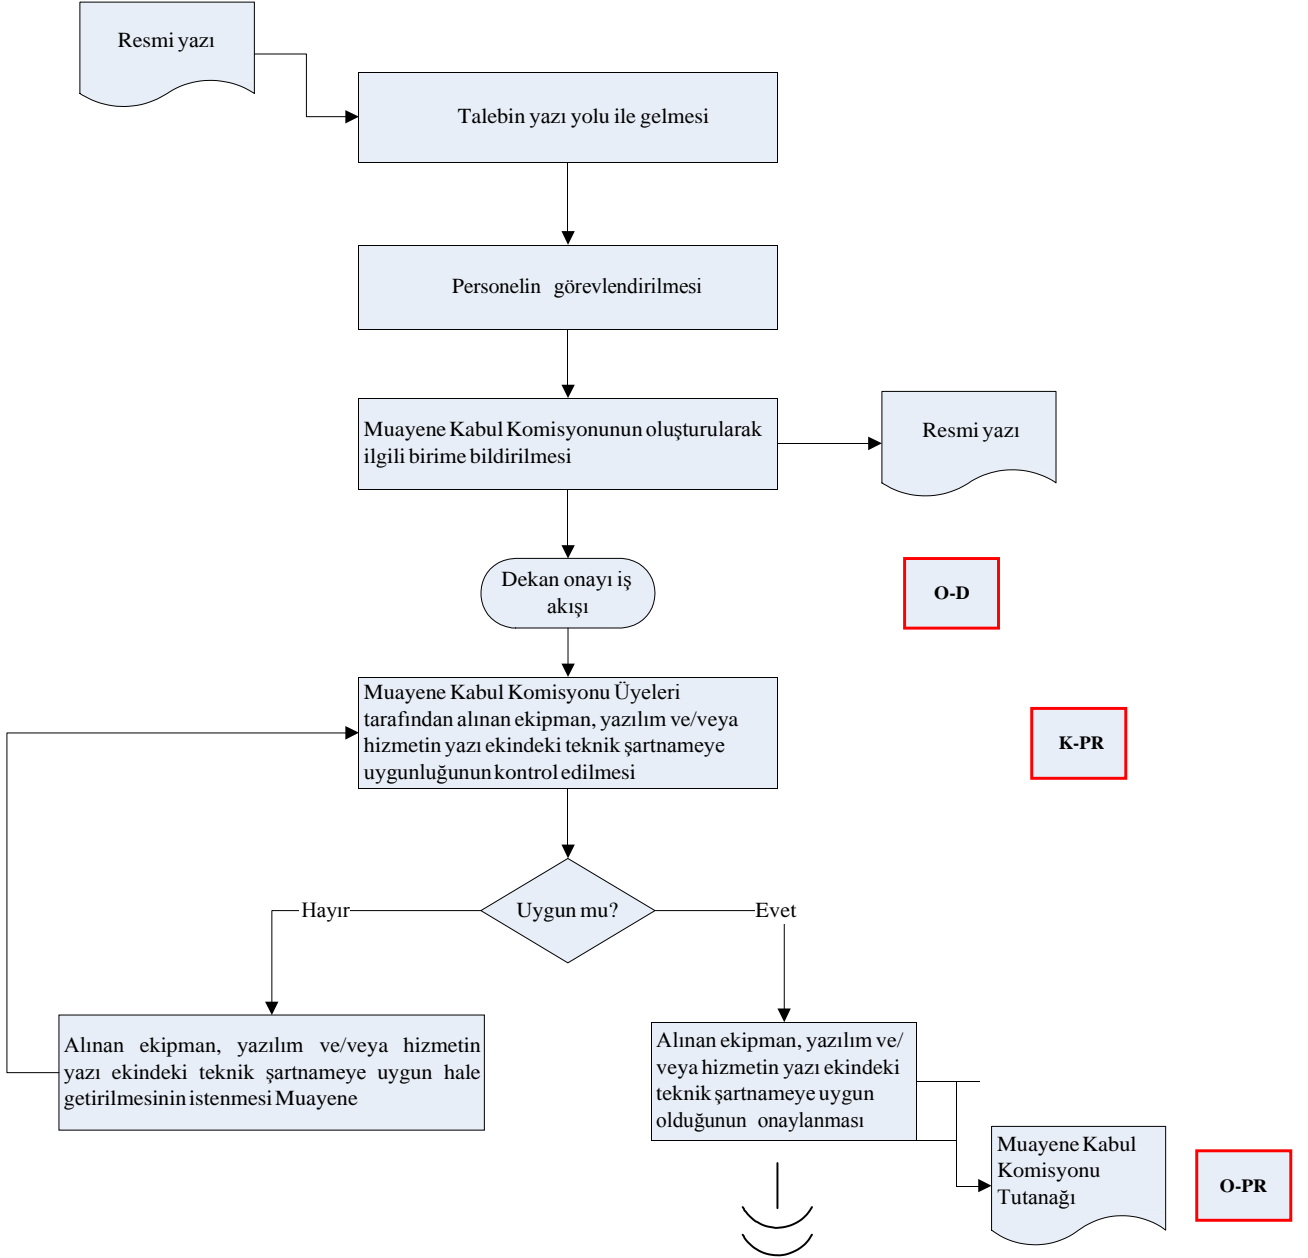 Resmi yazı
Talebin yazı yolu ile gelmesi
Personelin görevlendirilmesi
Muayene Kabul Komisyonunun oluşturularak
ilgili birime bildirilmesi
Resmi yazı
Dekan onayı iş
akışı
O-D
Muayene Kabul Komisyonu Üyeleri
tarafından alınan ekipman, yazılım ve/veya
hizmetin yazı ekindeki teknik şartnameye
uygunluğunun kontrol edilmesi
K-PR
Hayır
Uygun mu?
Evet
Alınan ekipman, yazılım ve/veya hizmetin
yazı ekindeki teknik şartnameye uygun hale
getirilmesinin istenmesi Muayene
Alınan ekipman, yazılım ve/
veya hizmetin yazı ekindeki
teknik şartnameye uygun
olduğunun onaylanması
Muayene Kabul
Komisyonu
Tutanağı
O-PR